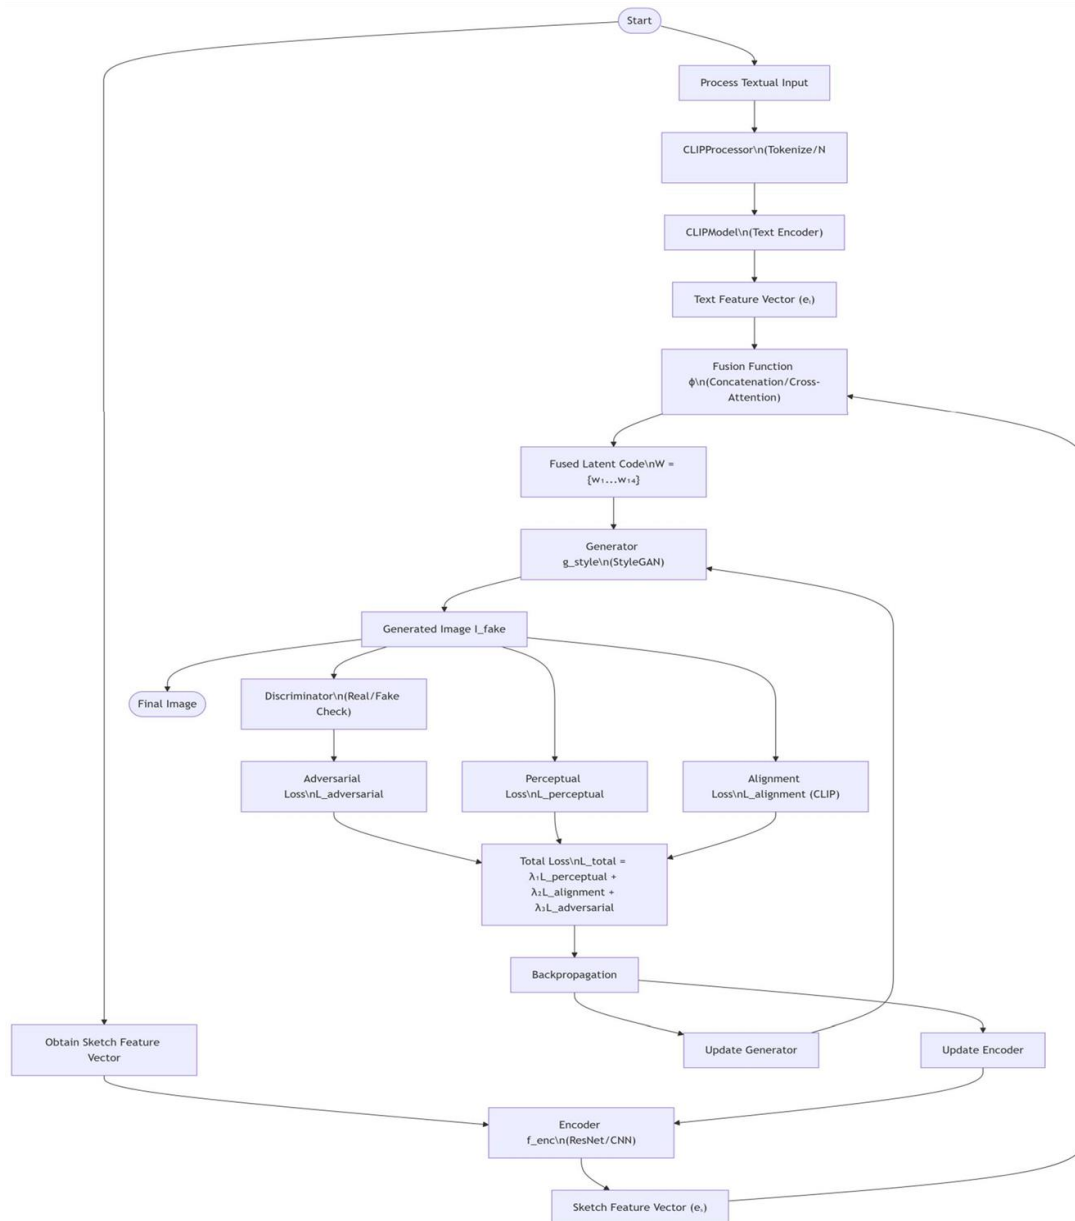 Start
Process Textual Input
CLIPProcessor\n(Tokenize/N
CLIPModel\n(Text Encoder)
Text Feature Vector (eₜ)
Fusion Function
ϕ\n(Concatenation/Cross-
Attention)
Fused Latent Code\nW =
{w₁...w₁₄}
Generator
g_style\n(StyleGAN)
Generated Image I_fake
Final Image
Discriminator\n(Real/Fake
Check)
Adversarial
Loss\nL_adversarial
Perceptual
Loss\nL_perceptual
Alignment
Loss\nL_alignment (CLIP)
Total Loss\nL_total =
λ₁L_perceptual +
λ₂L_alignment +
λ₃L_adversarial
Backpropagation
Obtain Sketch Feature
Vector
Update Generator
Update Encoder
Encoder
f_enc\n(ResNet/CNN)
Sketch Feature Vector (eₛ)